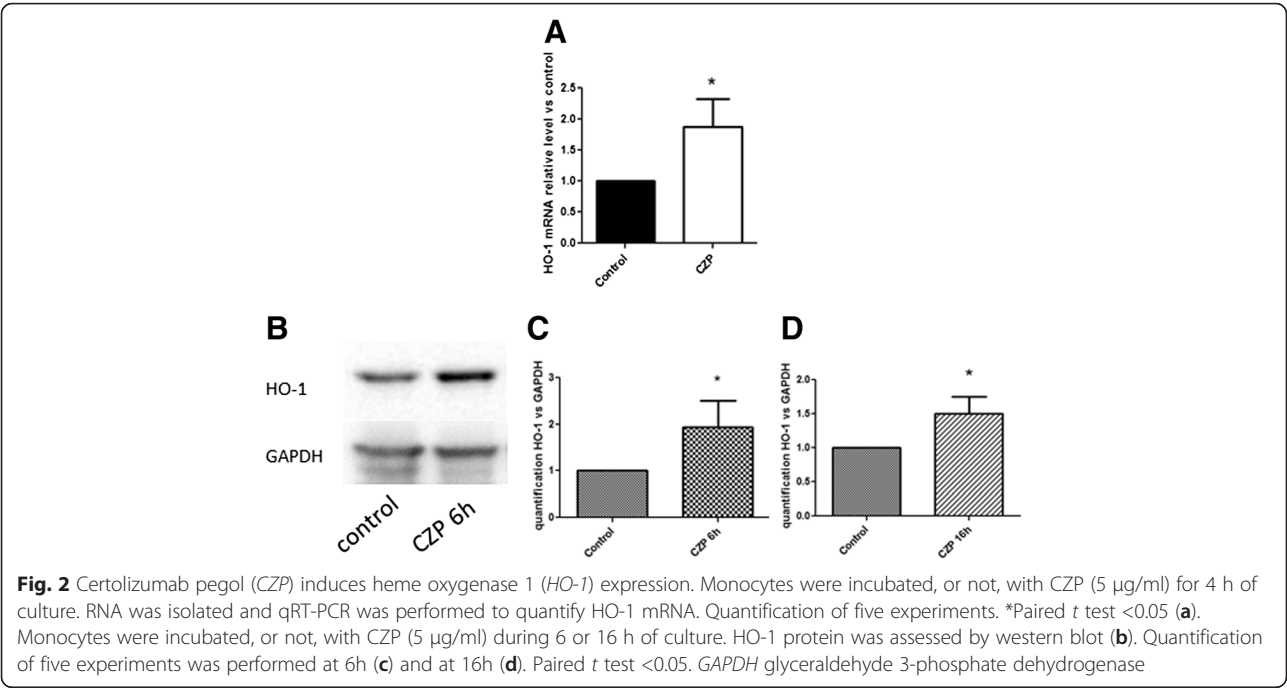 A
HO-1 mRNA relative level vs control
2.5
2.0
1.5
1.0
0.5
0.0
*
Control
CZP
B
HO-1
GAPDH
control
CZP 6h
C
quantification HO-1 vs GAPDH
3
2
1
0
*
Control
CZP 6h
D
quantification HO-1 vs GAPDH
2.0
1.5
1.0
0.5
0.0
*
Control
CZP 16h
Fig. 2 Certolizumab pegol (CZP) induces heme oxygenase 1 (HO-1) expression. Monocytes were incubated, or not, with CZP (5 μg/ml) for 4 h of
culture. RNA was isolated and qRT-PCR was performed to quantify HO-1 mRNA. Quantification of five experiments. *Paired t test <0.05 (a).
Monocytes were incubated, or not, with CZP (5 μg/ml) during 6 or 16 h of culture. HO-1 protein was assessed by western blot (b). Quantification
of five experiments was performed at 6h (c) and at 16h (d). Paired t test <0.05. GAPDH glyceraldehyde 3-phosphate dehydrogenase